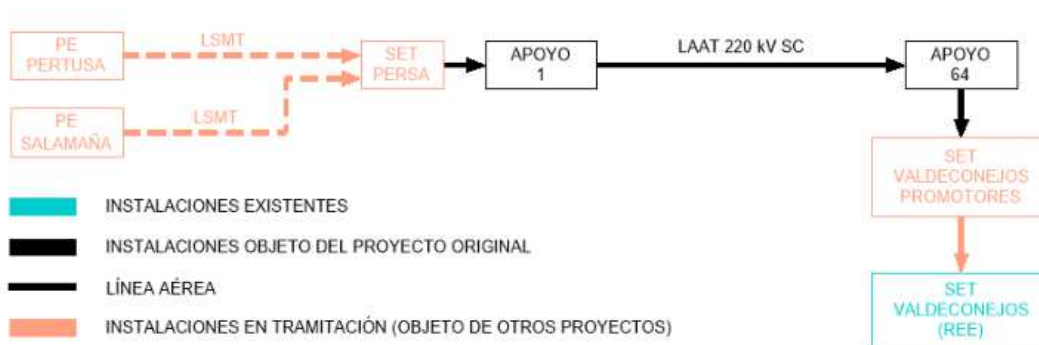 PE
PERTUSA
LSMT
SET
PERSA
APOYO
1
LAAT 220 kV SC
APOYO
64
PE
SALAMAÑA
LSMT
SET
VALDECONEJOS
PROMOTORES
SET
VALDECONEJOS
(REE)
INSTALACIONES EXISTENTES
INSTALACIONES OBJETO DEL PROYECTO ORIGINAL
LÍNEA AÉREA
INSTALACIONES EN TRAMITACIÓN (OBJETO DE OTROS PROYECTOS)